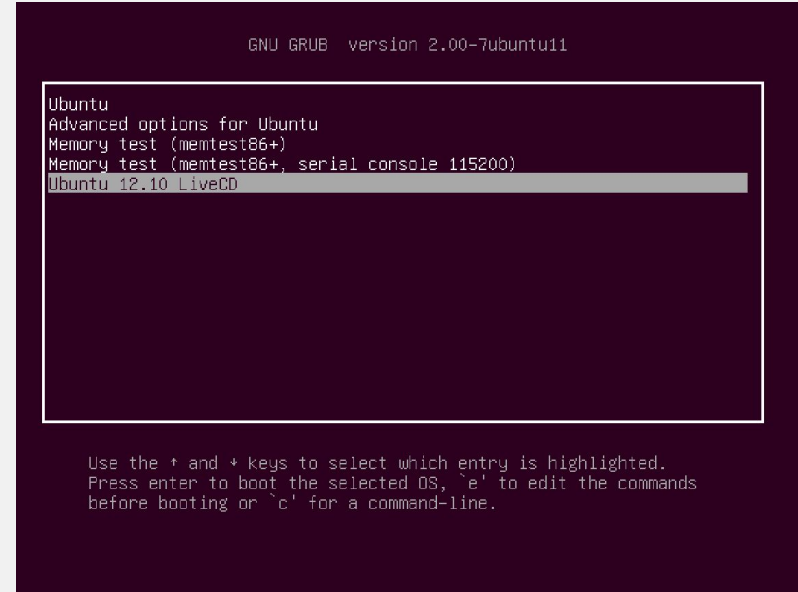 GNU GRUB  version 2.00-7ubuntu11
Ubuntu
Advanced options for Ubuntu
Memory test (memtest86+)
Memory test (memtest86+, serial console 115200)
Ubuntu 12.10 LiveCD
Use the ↑ and ↓ keys to select which entry is highlighted.
Press enter to boot the selected OS, `e' to edit the commands
before booting or `c' for a command-line.